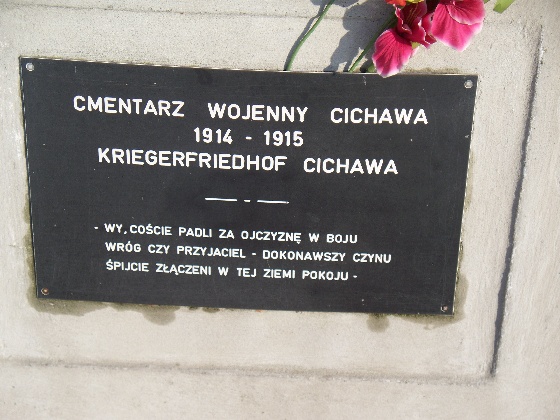 CMENTARZ WOJENNY CICHAWA
1914 - 1915
KRIEGERFRIEDHOF CICHAWA
- WY, COŚCIE PADLI ZA OJCZYZNĘ W BOJU
WRÓG CZY PRZYJACIEL - DOKONAWSZY CZYNU
ŚPIJCIE ZŁĄCZENI W TEJ ZIEMI POKOJU -